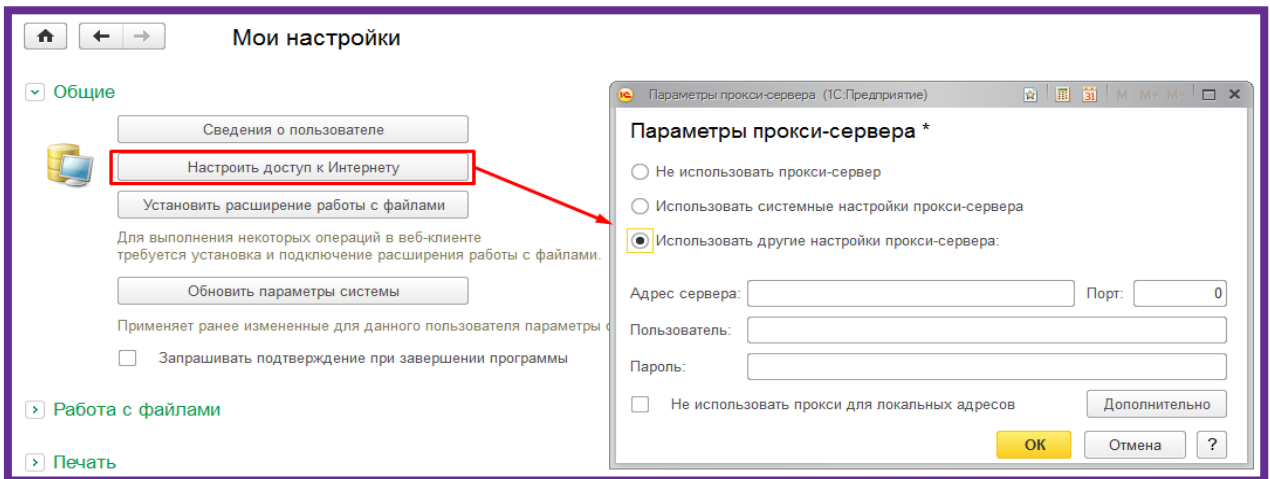 Мои настройки
Общие
Сведения о пользователе
Настроить доступ к Интернету
Установить расширение работы с файлами
Для выполнения некоторых операций в веб-клиенте
требуется установка и подключение расширения работы с файлами.
Обновить параметры системы
Применяет ранее измененные для данного пользователя параметры
Запрашивать подтверждение при завершении программы
Работа с файлами
Печать
Параметры прокси-сервера (1С:Предприятие)
31 M M+ M-
Параметры прокси-сервера *
Не использовать прокси-сервер
Использовать системные настройки прокси-сервера
Использовать другие настройки прокси-сервера:
Адрес сервера: Порт: 0
Пользователь:
Пароль:
Не использовать прокси для локальных адресов Дополнительно
ОК Отмена ?